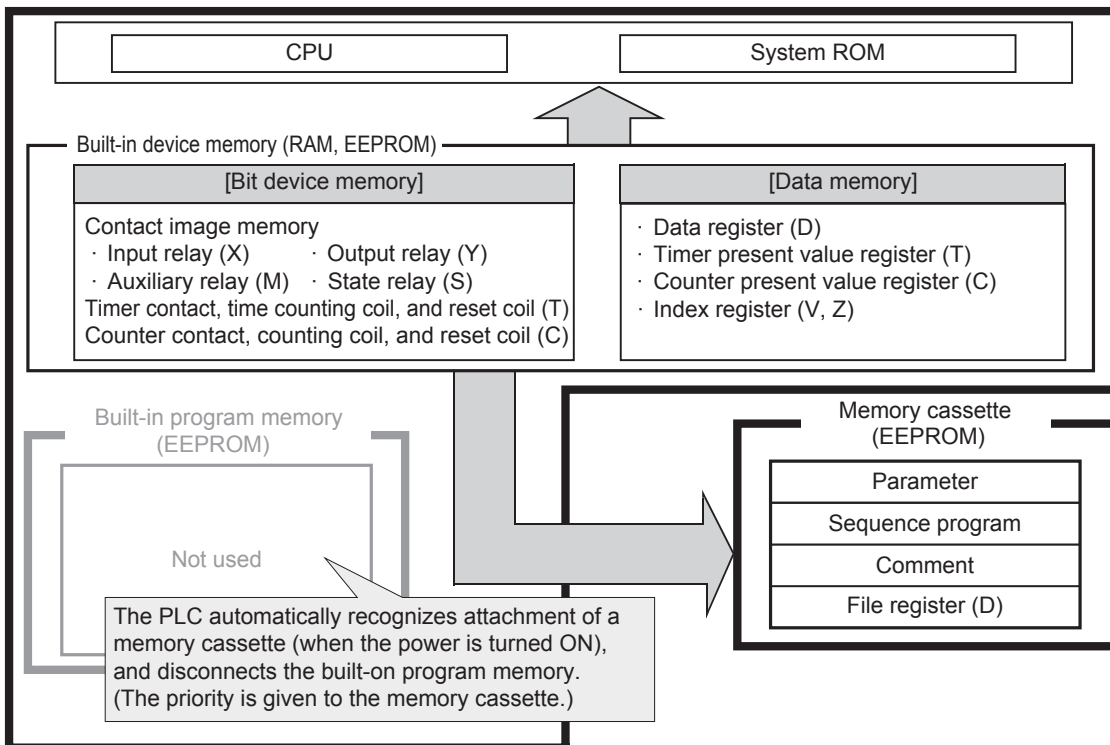 CPU
System ROM
Built-in device memory (RAM, EEPROM)
[Bit device memory]
Contact image memory
· Input relay (X) · Output relay (Y)
· Auxiliary relay (M) · State relay (S)
Timer contact, time counting coil, and reset coil (T)
Counter contact, counting coil, and reset coil (C)
[Data memory]
· Data register (D)
· Timer present value register (T)
· Counter present value register (C)
· Index register (V, Z)
Built-in program memory
(EEPROM)
Not used
The PLC automatically recognizes attachment of a
memory cassette (when the power is turned ON),
and disconnects the built-on program memory.
(The priority is given to the memory cassette.)
Memory cassette
(EEPROM)
Parameter
Sequence program
Comment
File register (D)